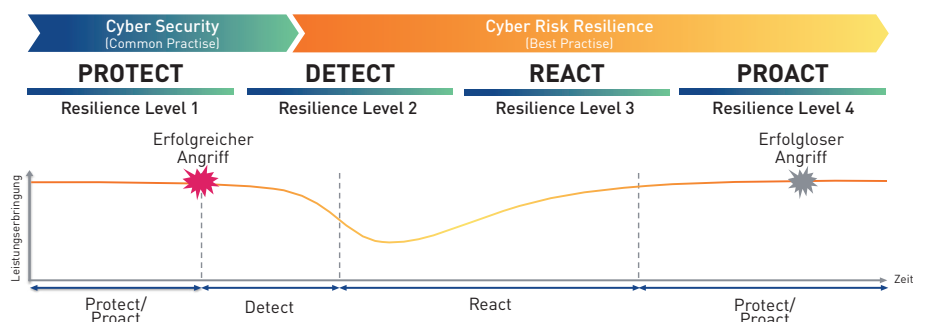 Cyber Security
(Common Practise)
Cyber Risk Resilience
(Best Practise)
PROTECT
DETECT
REACT
PROACT
Resilience Level 1
Resilience Level 2
Resilience Level 3
Resilience Level 4
Erfolgreicher
Angriff
Erfolgloser
Angriff
Leistungserbringung
Zeit
Protect/
Proact
Detect
React
Protect/
Proact